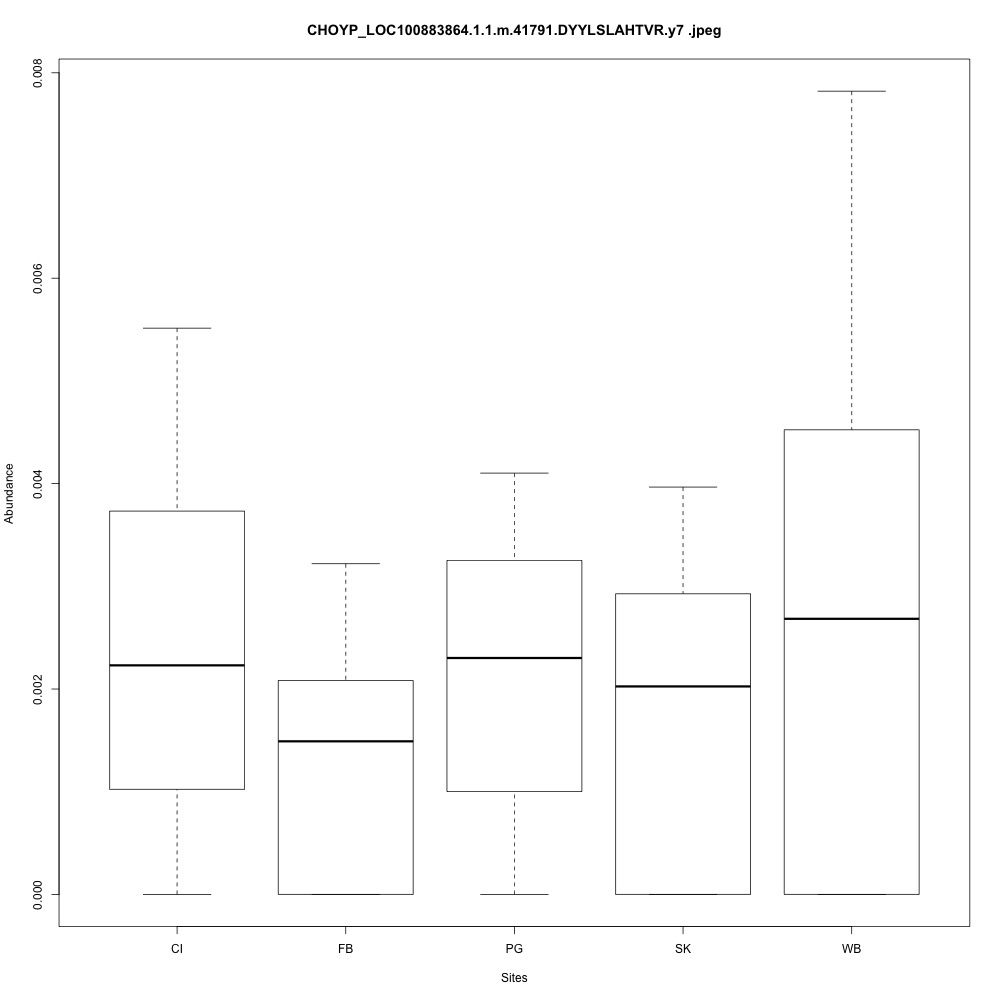 CHOYP_LOC100883864.1.1.m.41791.DYYLSLAHTVR.y7 .jpeg
0.008
0.006
0.004
0.002
0.000
Abundance
CI FB PG SK WB
Sites